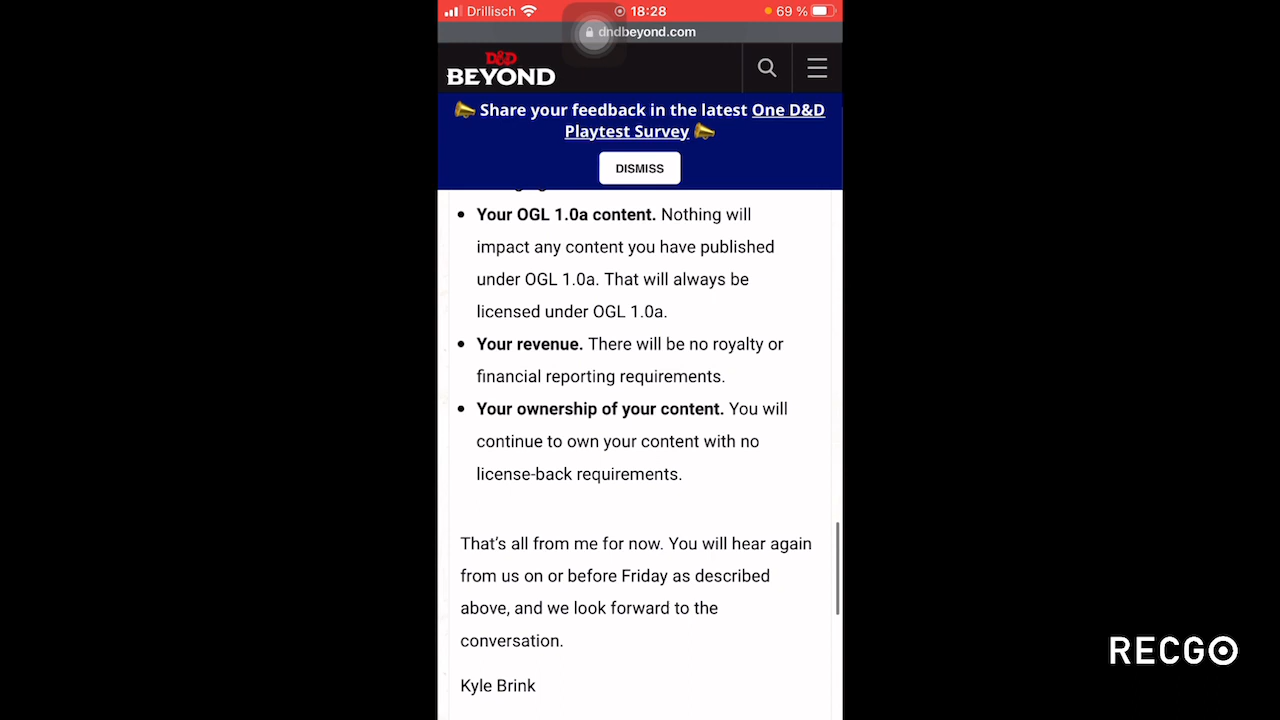 Drillisch 18:28 69 %
dndbeyond.com
D&D
BEYOND
Share your feedback in the latest One D&D
Playtest Survey
DISMISS
• Your OGL 1.0a content. Nothing will
impact any content you have published
under OGL 1.0a. That will always be
licensed under OGL 1.0a.
• Your revenue. There will be no royalty or
financial reporting requirements.
• Your ownership of your content. You will
continue to own your content with no
license-back requirements.
That’s all from me for now. You will hear again
from us on or before Friday as described
above, and we look forward to the
conversation.
Kyle Brink
RECGO